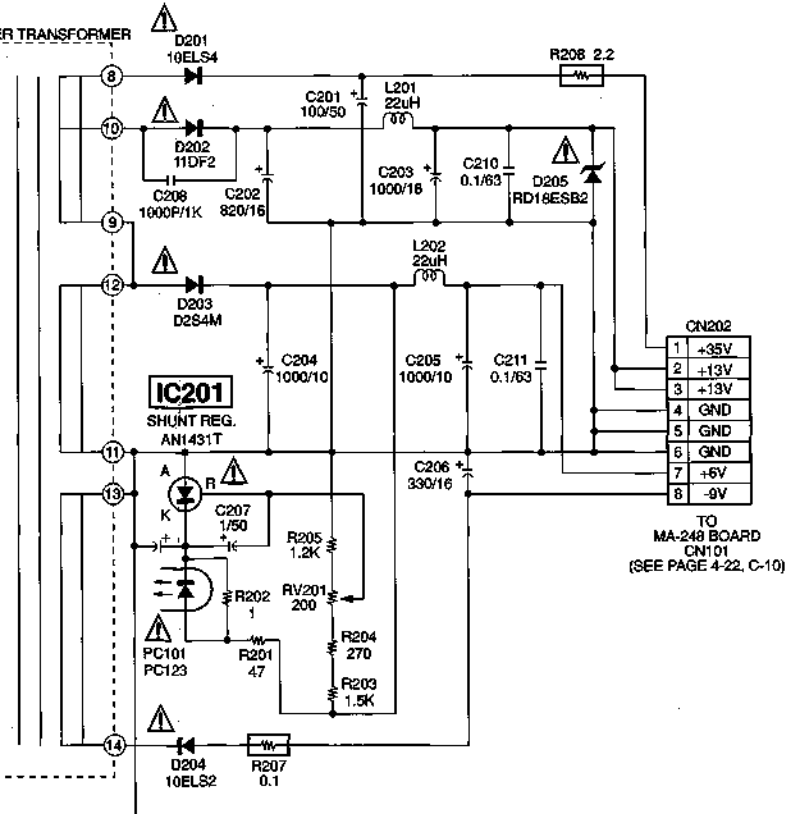 ER TRANSFORMER
D201
10ELS4
8
R208 2.2
L201
22uH
C201
100/50
10
D202
11DF2
C208
1000P/1K
C202
820/16
C203
1000/16
C210
0.1/63
D205
RD18ESB2
9
L202
22uH
12
D203
D2S4M
CN202
1 +35V
2 +13V
3 +13V
4 GND
5 GND
6 GND
7 +6V
8 -9V
C204
1000/10
C205
1000/10
C211
0.1/63
IC201
SHUNT REG.
AN1431T
11
A
R
K
13
C206
330/16
C207
1/50
TO
MA-248 BOARD
CN101
(SEE PAGE 4-22, C-10)
R205
1.2K
RV201
200
R202
1
R204
270
PC101
PC123
R201
47
R203
1.5K
14
D204
10ELS2
R207
0.1